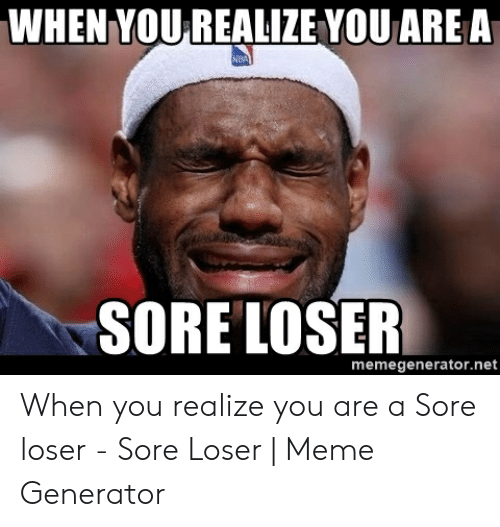 WHEN YOU REALIZE YOU ARE A
NBA
SORE LOSER
memegenerator.net
When you realize you are a Sore
loser - Sore Loser | Meme
Generator